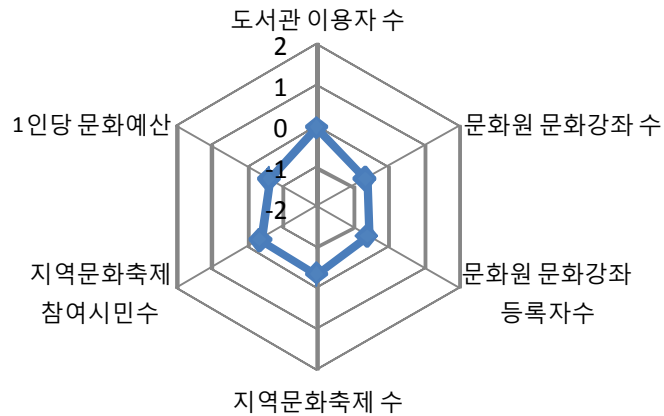 도서관 이용자 수
2
1
0
-1
-2
1인당 문화예산
문화원 문화강좌 수
지역문화축제
참여시민수
문화원 문화강좌
등록자수
지역문화축제 수